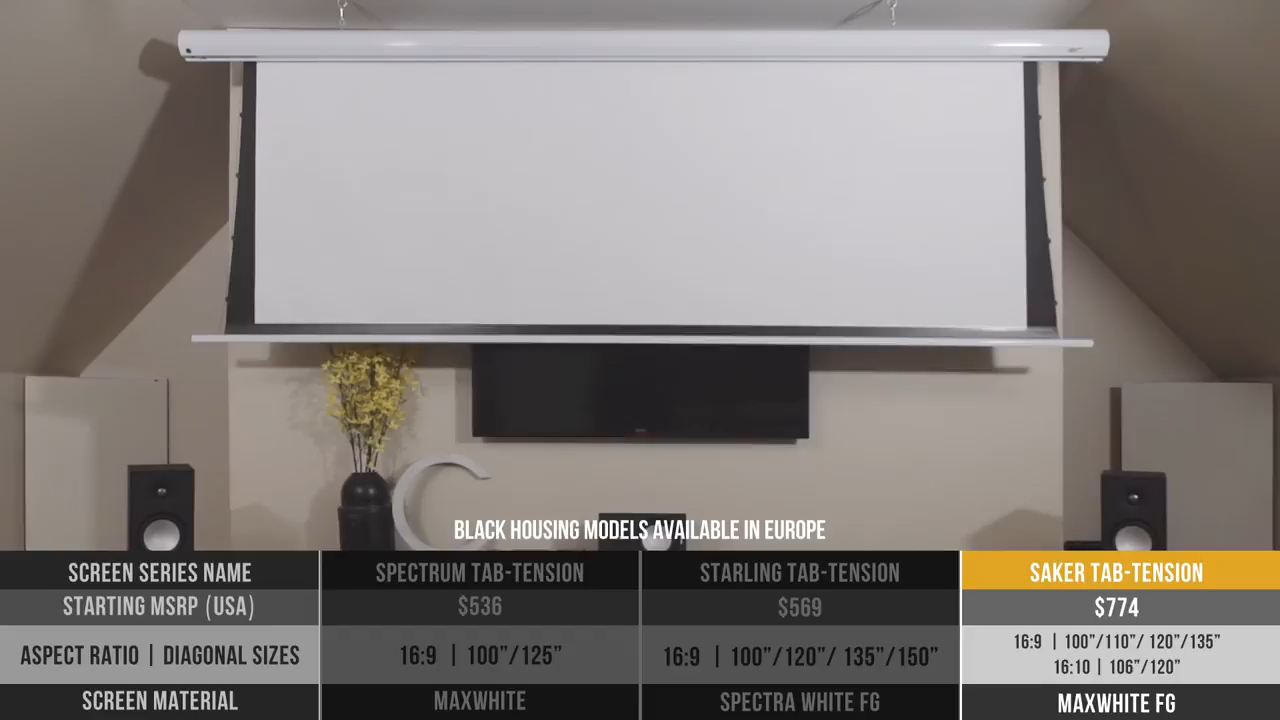 BLACK HOUSING MODELS AVAILABLE IN EUROPE
SCREEN SERIES NAME
SPECTRUM TAB-TENSION
STARLING TAB-TENSION
SAKER TAB-TENSION
STARTING MSRP (USA)
$536
$569
$774
ASPECT RATIO | DIAGONAL SIZES
16:9 | 100”/125”
16:9 | 100”/120”/ 135”/150”
16:9 | 100”/110”/ 120”/135”
16:10 | 106”/120”
SCREEN MATERIAL
MAXWHITE
SPECTRA WHITE FG
MAXWHITE FG